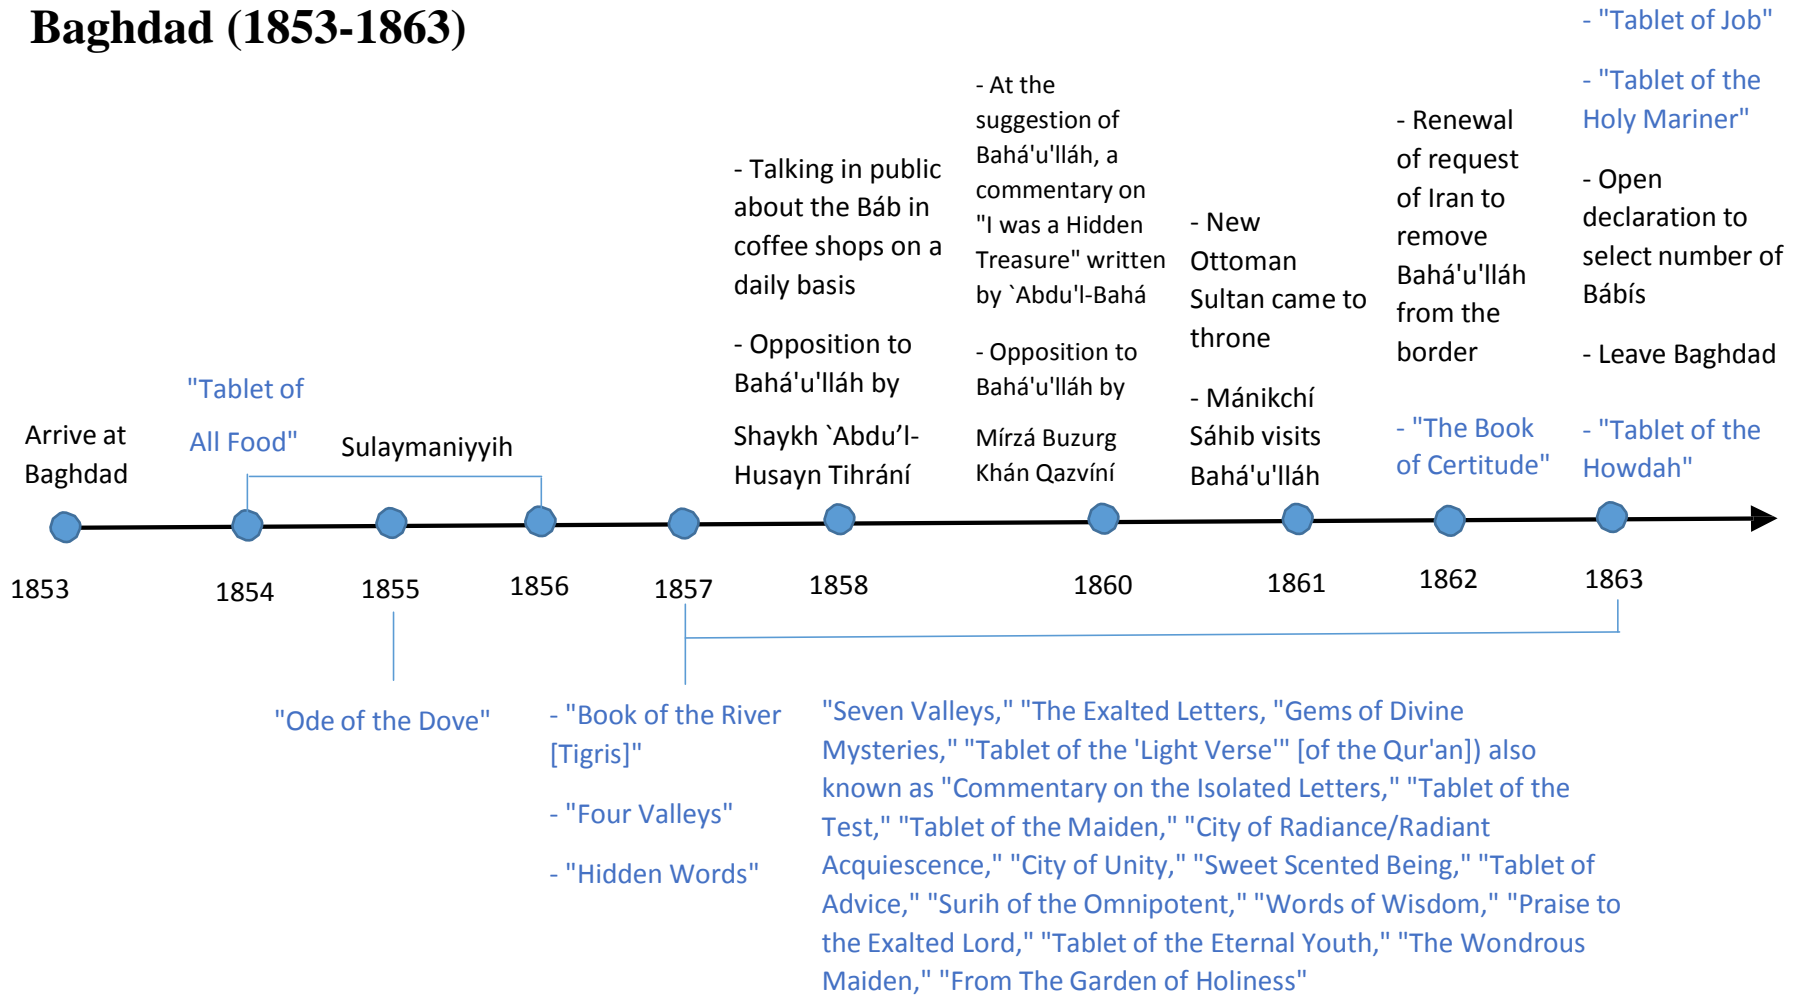 Baghdad (1853-1863)
Arrive at
Baghdad
"Tablet of
All Food"
Sulaymaniyyih
- Talking in public
about the Báb in
coffee shops on a
daily basis
- Opposition to
Bahá'u'lláh by
Shaykh `Abdu’l-
Husayn Tihrání
- At the
suggestion of
Bahá'u'lláh, a
commentary on
"I was a Hidden
Treasure" written
by `Abdu'l-Bahá
- Opposition to
Bahá'u'lláh by
Mírzá Buzurg
Khán Qazvíní
- New
Ottoman
Sultan came to
throne
- Mánikchí
Sáhib visits
Bahá'u'lláh
- Renewal
of request
of Iran to
remove
Bahá'u'lláh
from the
border
- "The Book
of Certitude"
- "Tablet of Job"
- "Tablet of the
Holy Mariner"
- Open
declaration to
select number of
Bábís
- Leave Baghdad
- "Tablet of the
Howdah"
1853
1854
1855
1856
1857
1858
1860
1861
1862
1863
"Ode of the Dove"
- "Book of the River
[Tigris]"
- "Four Valleys"
- "Hidden Words"
"Seven Valleys," "The Exalted Letters, "Gems of Divine
Mysteries," "Tablet of the 'Light Verse'" [of the Qur'an]) also
known as "Commentary on the Isolated Letters," "Tablet of the
Test," "Tablet of the Maiden," "City of Radiance/Radiant
Acquiescence," "City of Unity," "Sweet Scented Being," "Tablet of
Advice," "Surih of the Omnipotent," "Words of Wisdom," "Praise to
the Exalted Lord," "Tablet of the Eternal Youth," "The Wondrous
Maiden," "From The Garden of Holiness"